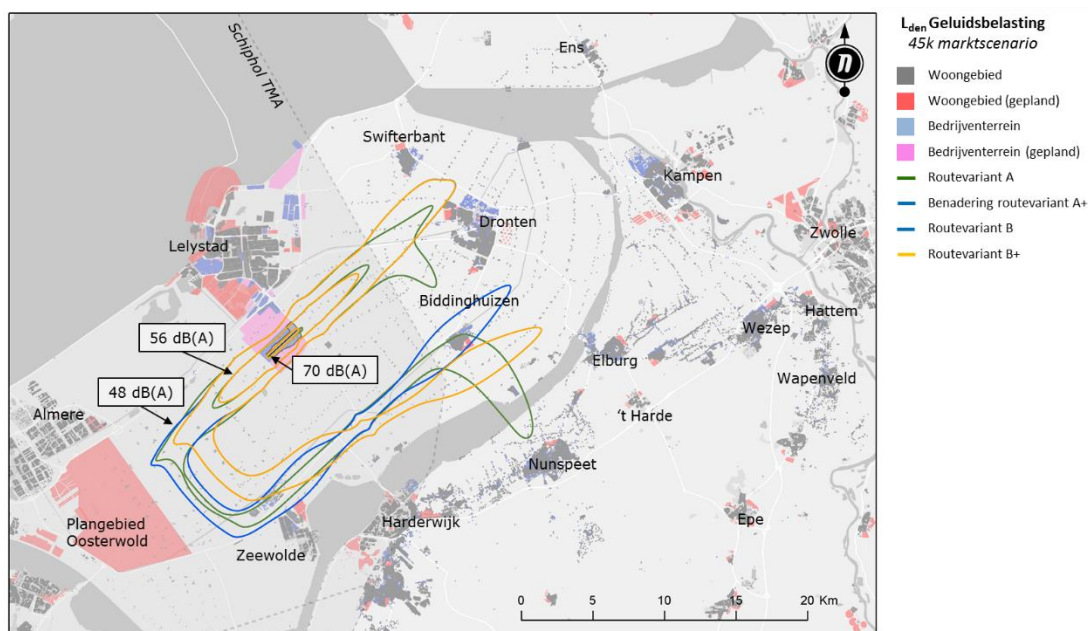 Lden Geluidsbelasting
45k marktscenario
Woongebied
Woongebied (gepland)
Bedrijventerrein
Bedrijventerrein (gepland)
Routevariant A
Benadering routevariant A+
Routevariant B
Routevariant B+
Schiphol TMA
Ens
n
Swifterbant
Kampen
Dronten
Zwolle
Lelystad
Biddinghuizen
Hattem
Wezep
56 dB(A)
Elburg
70 dB(A)
Wapenveld
48 dB(A)
Almere
't Harde
Nunspeet
Plangebied
Oosterwold
Harderwijk
Epe
Zeewolde
0 5 10 15 20 Km